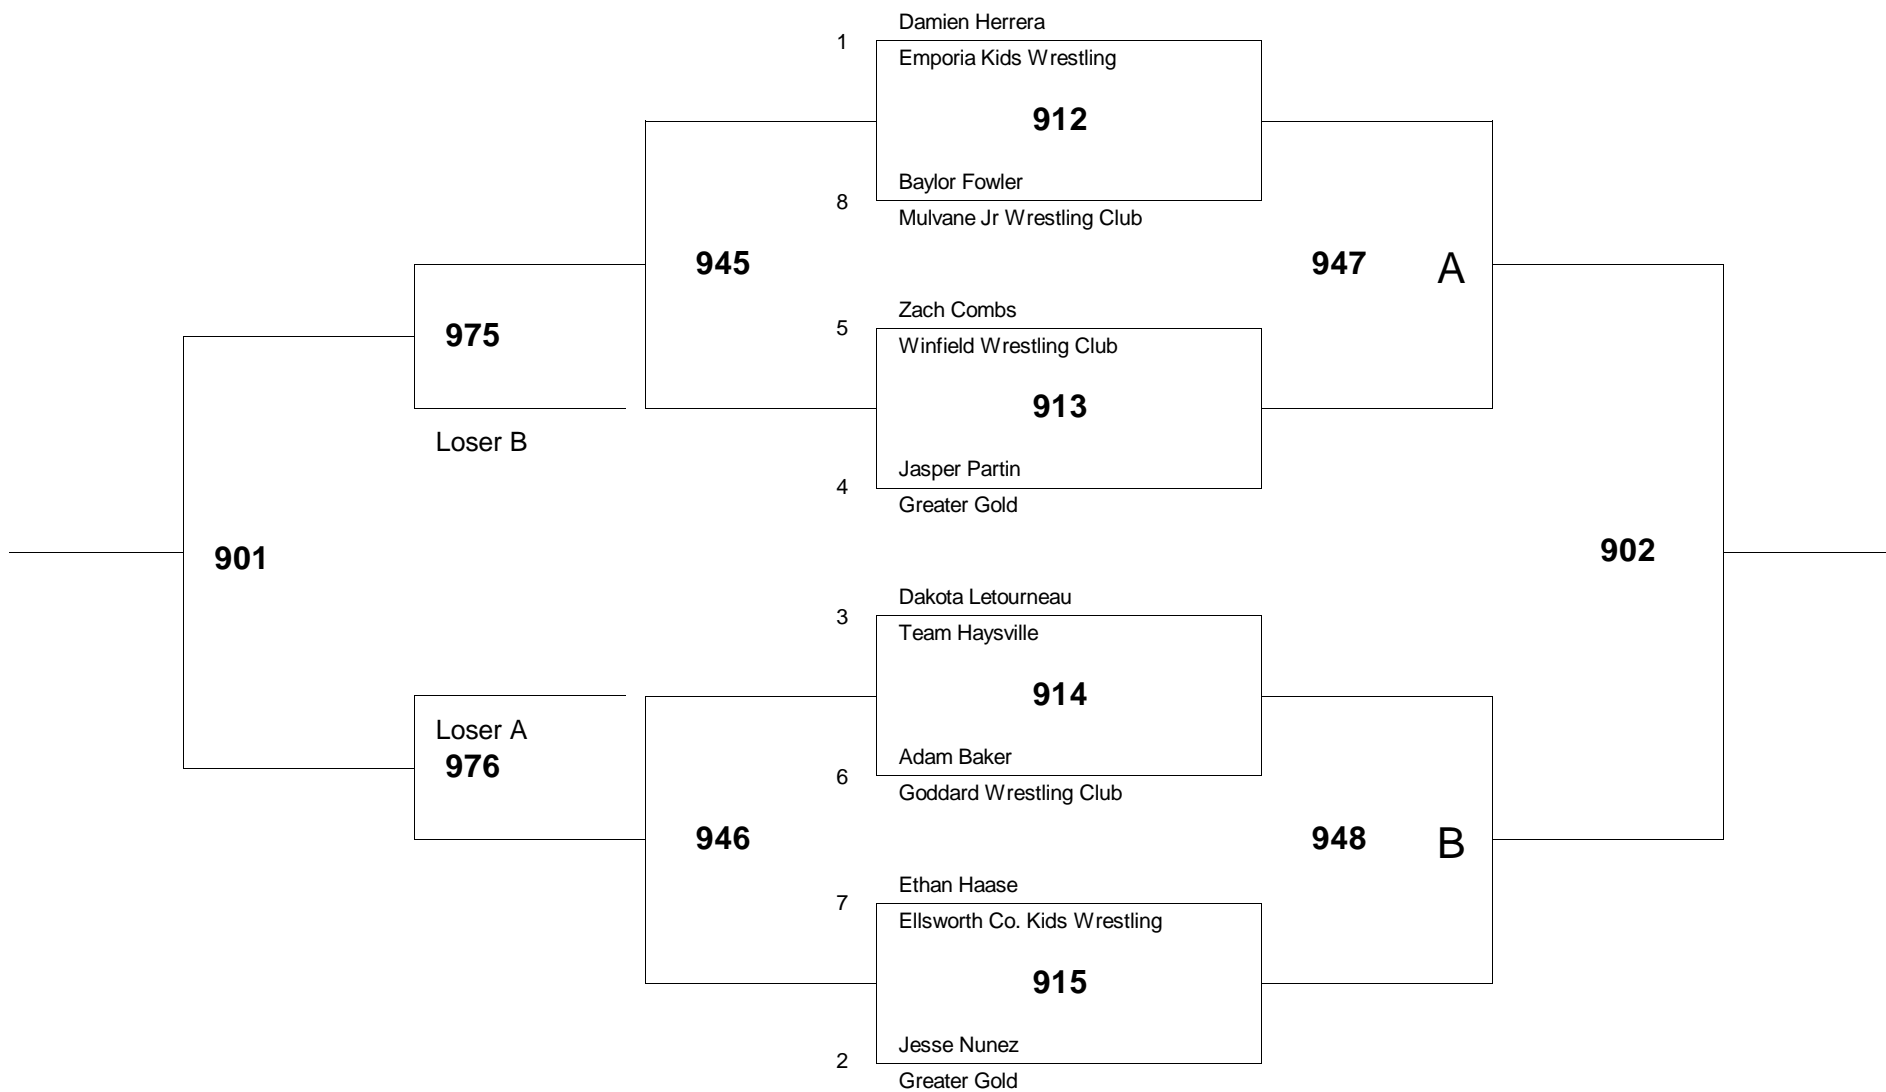 Damien Herrera
1
Emporia Kids Wrestling
912
Baylor Fowler
8
Mulvane Jr Wrestling Club
945
947
A
Zach Combs
5
975
Winfield Wrestling Club
913
Loser B
Jasper Partin
4
Greater Gold
901
902
Dakota Letourneau
3
Team Haysville
914
Loser A
976
Adam Baker
6
Goddard Wrestling Club
946
948
B
Ethan Haase
7
Ellsworth Co. Kids Wrestling
915
Jesse Nunez
2
Greater Gold